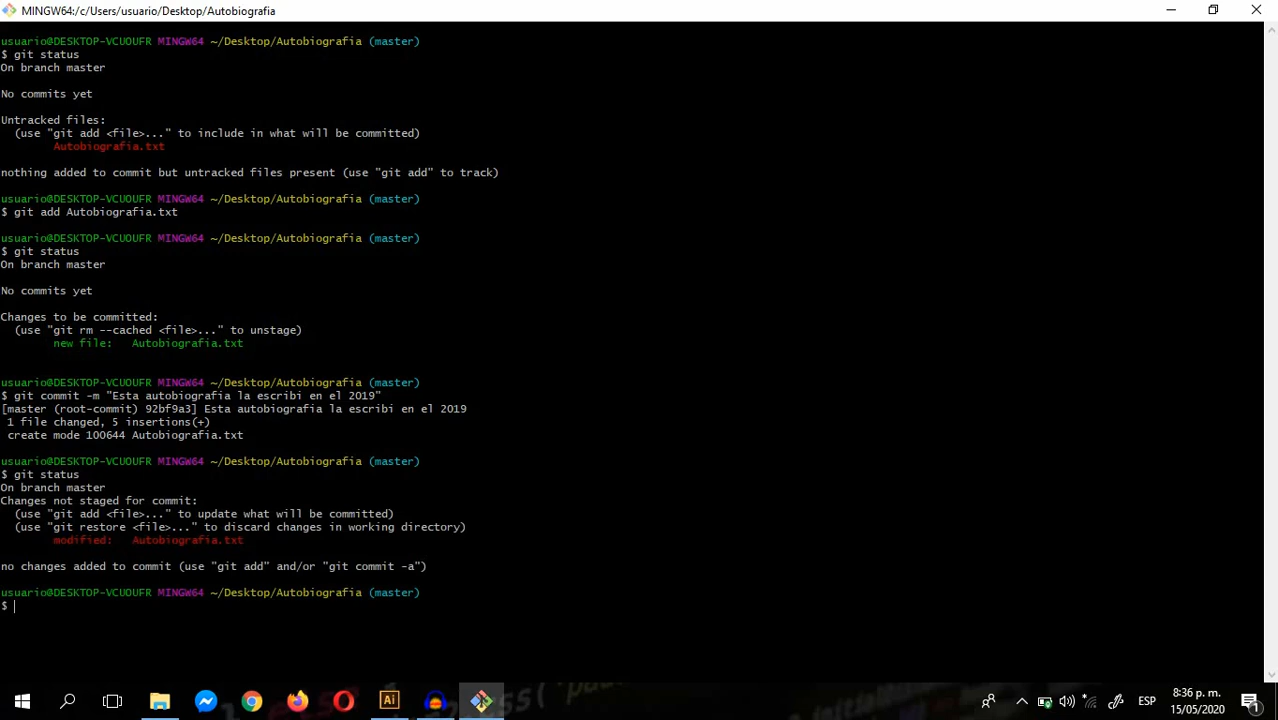 MINGW64:/c/Users/usuario/Desktop/Autobiografia
usuario@DESKTOP-VCUOUFR MINGW64 ~/Desktop/Autobiografia (master)
$ git status
On branch master
No commits yet
Untracked files:
(use "git add <file>..." to include in what will be committed)
Autobiografia.txt
nothing added to commit but untracked files present (use "git add" to track)
usuario@DESKTOP-VCUOUFR MINGW64 ~/Desktop/Autobiografia (master)
$ git add Autobiografia.txt
usuario@DESKTOP-VCUOUFR MINGW64 ~/Desktop/Autobiografia (master)
$ git status
On branch master
No commits yet
Changes to be committed:
(use "git rm --cached <file>..." to unstage)
new file:   Autobiografia.txt
usuario@DESKTOP-VCUOUFR MINGW64 ~/Desktop/Autobiografia (master)
$ git commit -m "Esta autobiografia la escribi en el 2019"
[master (root-commit) 92bf9a3] Esta autobiografia la escribi en el 2019
1 file changed, 5 insertions(+)
create mode 100644 Autobiografia.txt
usuario@DESKTOP-VCUOUFR MINGW64 ~/Desktop/Autobiografia (master)
$ git status
On branch master
Changes not staged for commit:
(use "git add <file>..." to update what will be committed)
(use "git restore <file>..." to discard changes in working directory)
modified:   Autobiografia.txt
no changes added to commit (use "git add" and/or "git commit -a")
usuario@DESKTOP-VCUOUFR MINGW64 ~/Desktop/Autobiografia (master)
$
Ai
ESP
8:36 p. m.
15/05/2020
1